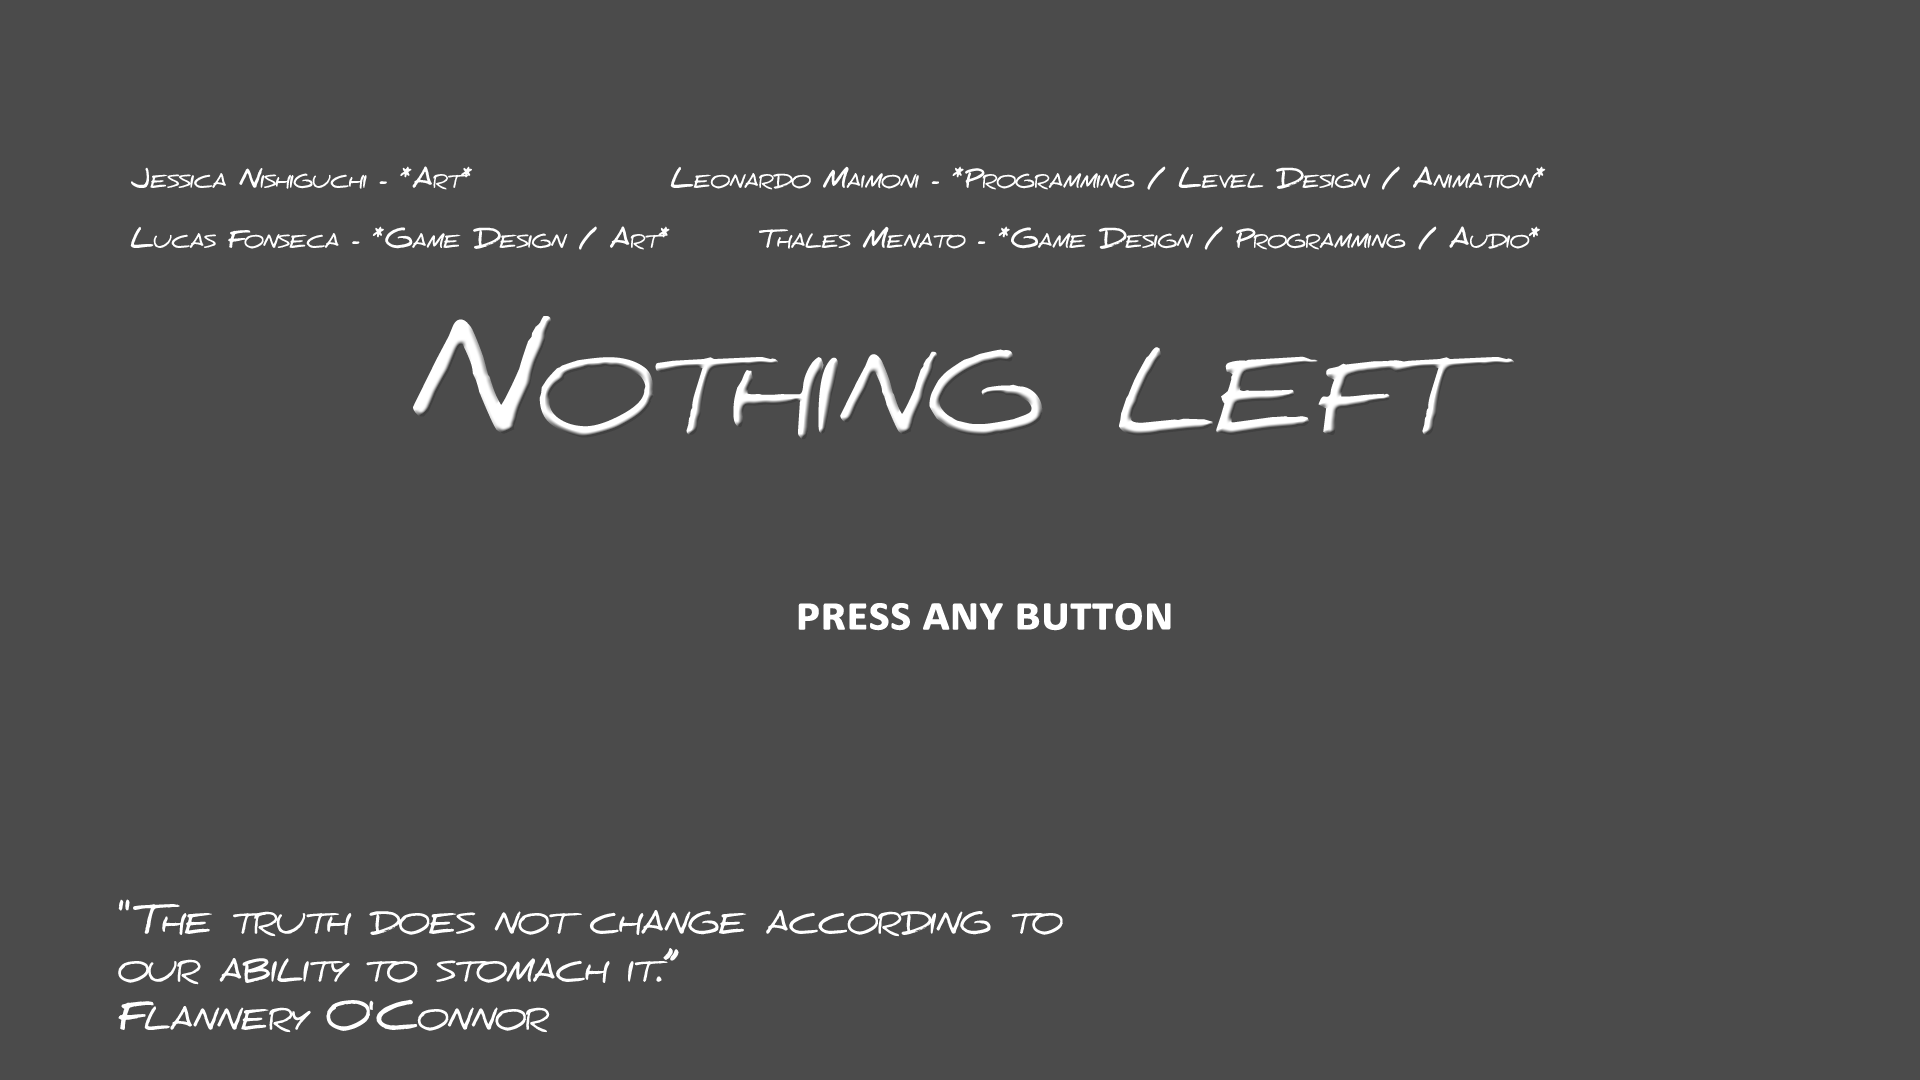 Jessica Nishiguchi - *Art* Leonardo Maimoni - *Programming / Level Design / Animation*
Lucas Fonseca - *Game Design / Art* Thales Menato - *Game Design / Programming / Audio*
Nothing left
PRESS ANY BUTTON
"The truth does not change according to
our ability to stomach it."
Flannery O'Connor